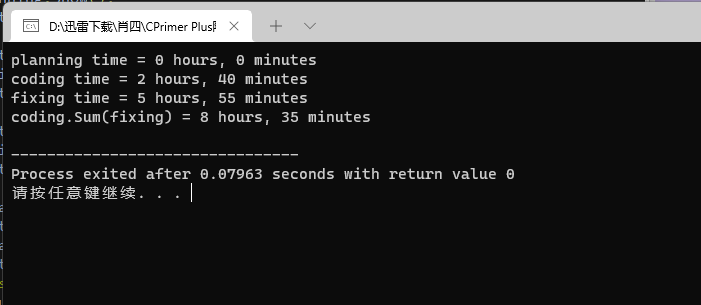 D:\迅雷下载\肖四\CPrimer Plus
planning time = 0 hours, 0 minutes
coding time = 2 hours, 40 minutes
fixing time = 5 hours, 55 minutes
coding.Sum(fixing) = 8 hours, 35 minutes
--------------------------------
Process exited after 0.07963 seconds with return value 0
请按任意键继续. . .